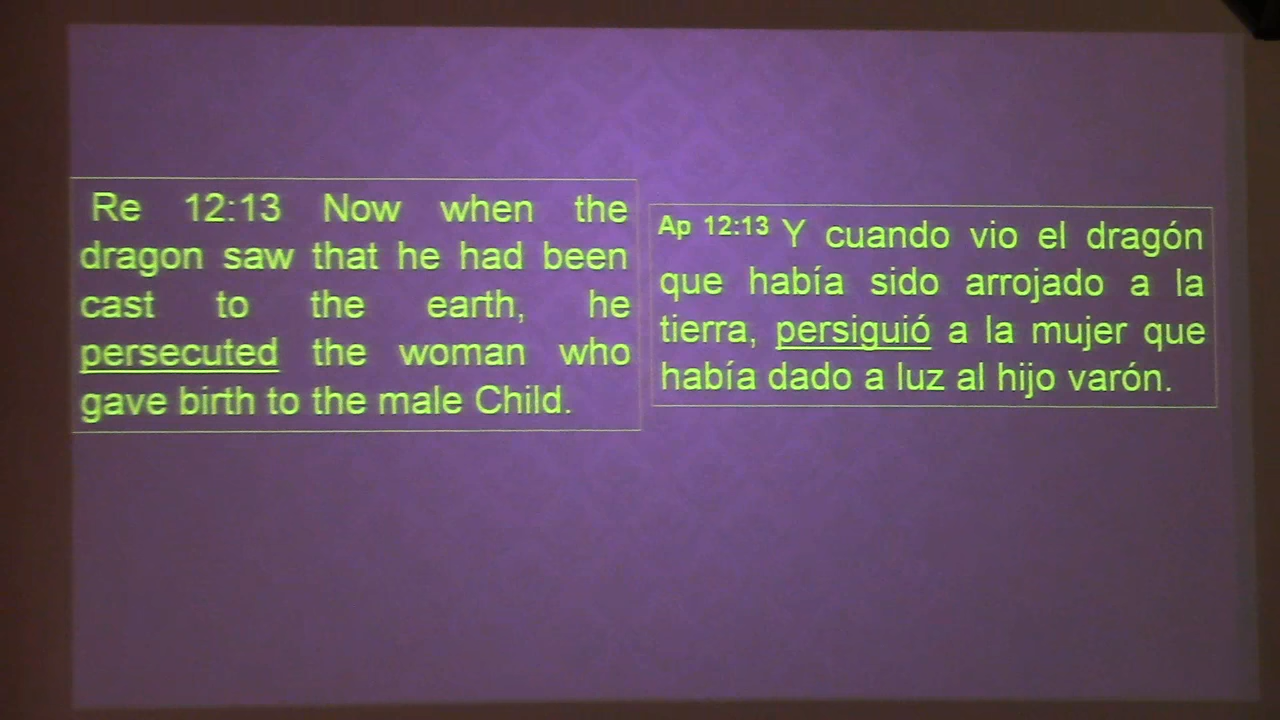 Re 12:13 Now when the
dragon saw that he had been
cast to the earth, he
persecuted the woman who
gave birth to the male Child.
Ap 12:13 Y cuando vio el dragón
que había sido arrojado a la
tierra, persiguió a la mujer que
había dado a luz al hijo varón.